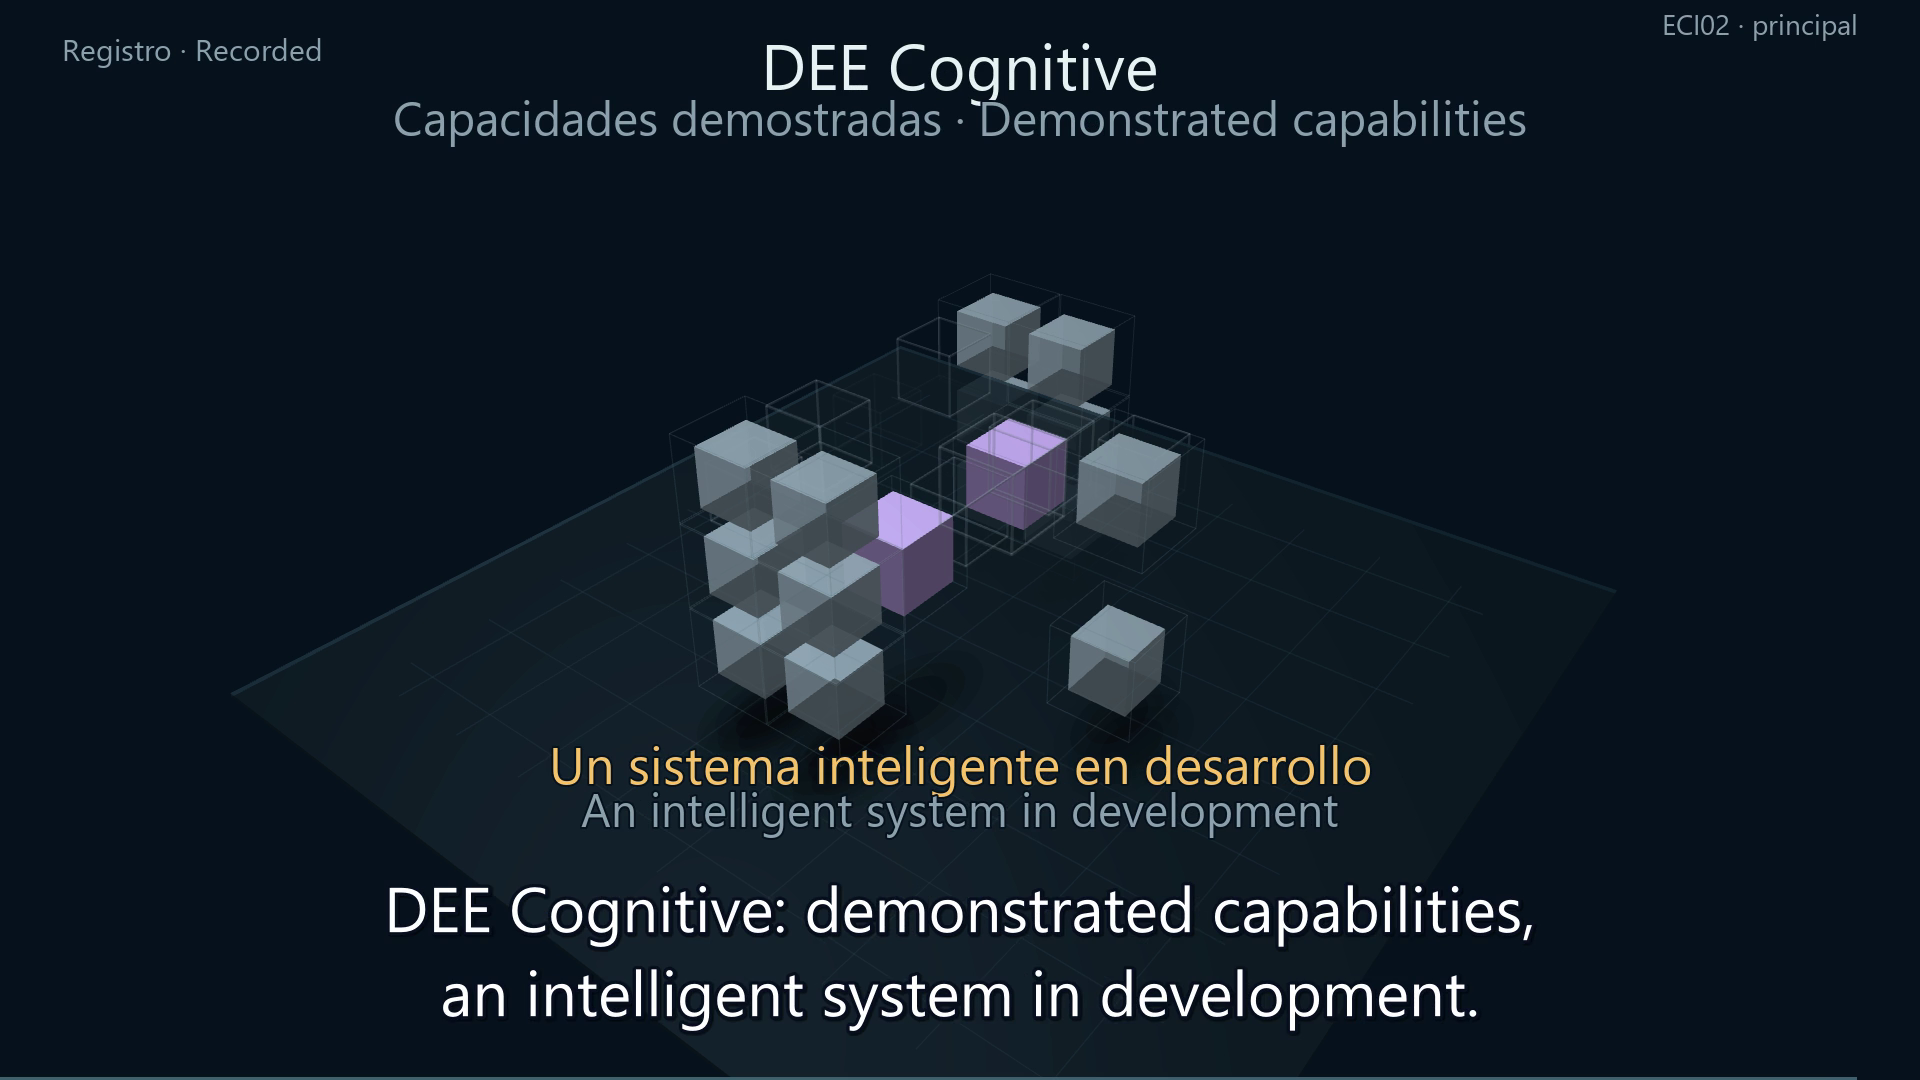 Registro · Recorded
ECI02 · principal
DEE Cognitive
Capacidades demostradas · Demonstrated capabilities
Un sistema inteligente en desarrollo
An intelligent system in development
DEE Cognitive: demonstrated capabilities,
an intelligent system in development.